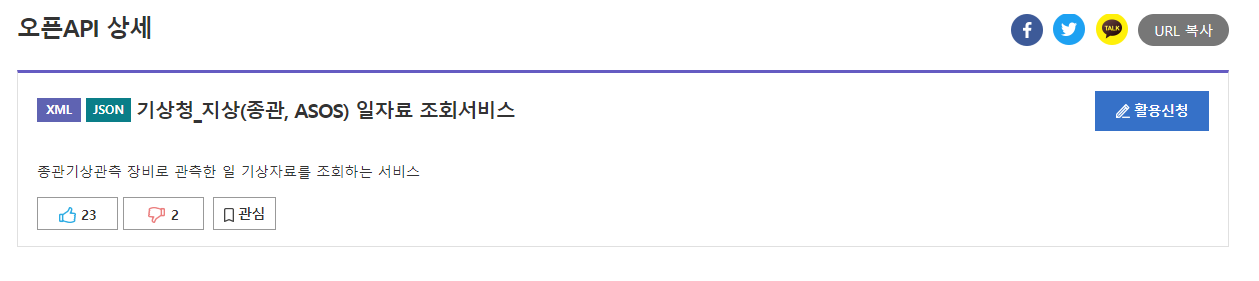 오픈API 상세
TALK
URL 복사
XML JSON 기상청_지상(종관, ASOS) 일자료 조회서비스
활용신청
종관기상관측 장비로 관측한 일 기상자료를 조회하는 서비스
23 2 관심